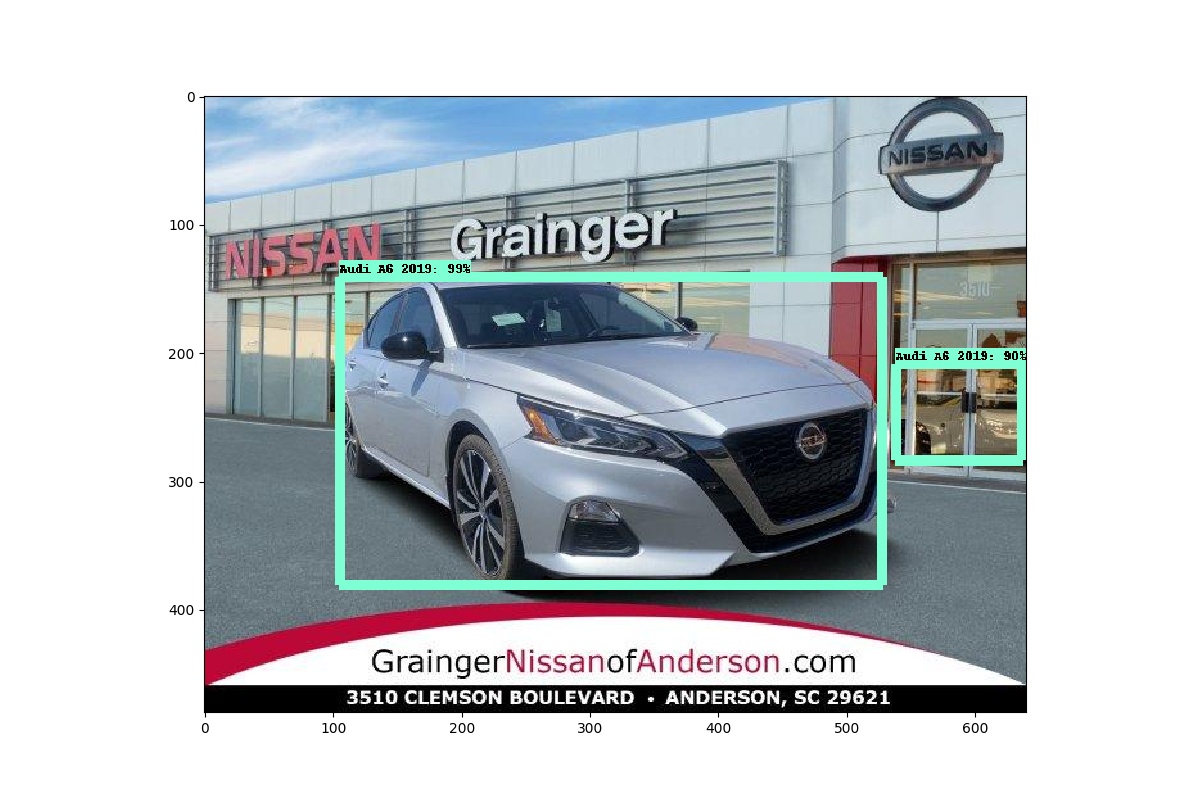 0
100
200
300
400
0
100
200
300
400
500
600
NISSAN
NISSAN
Grainger
3510
Audi A6 2019: 99%
Audi A6 2019: 90%
GraingerNissanofAnderson.com
3510 CLEMSON BOULEVARD • ANDERSON, SC 29621